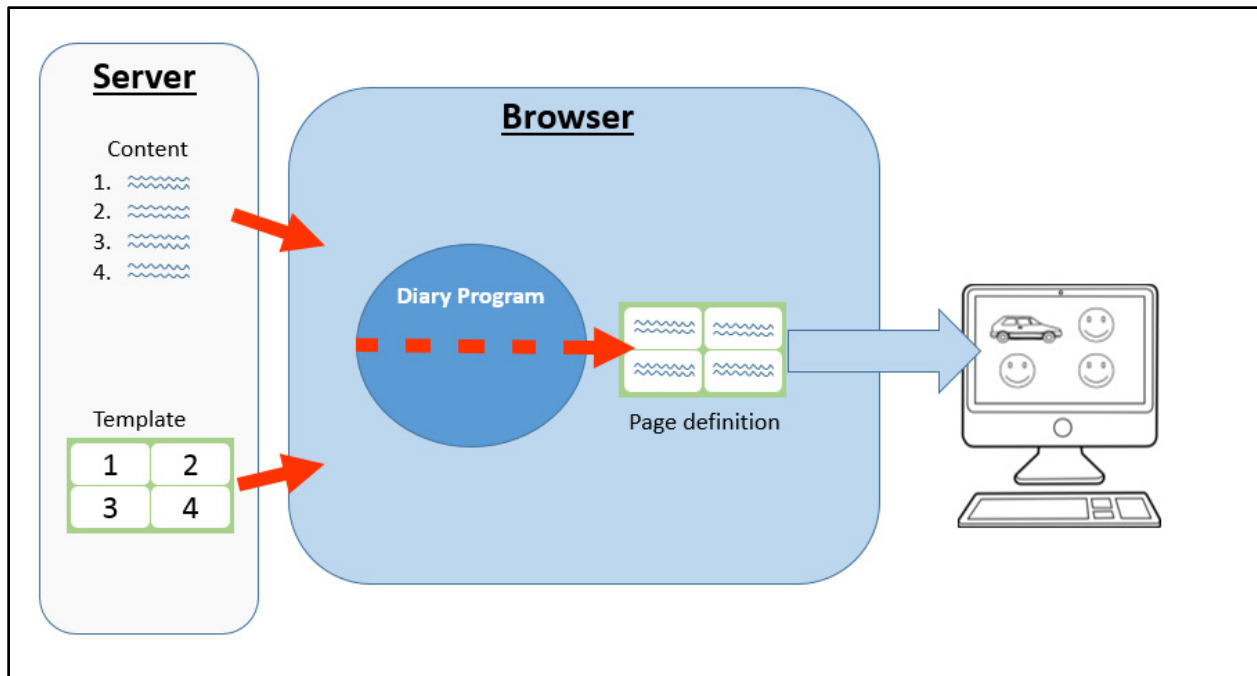 Server
Content
1.
2.
3.
4.
Template
1 2
3 4
Browser
Diary Program
Page definition